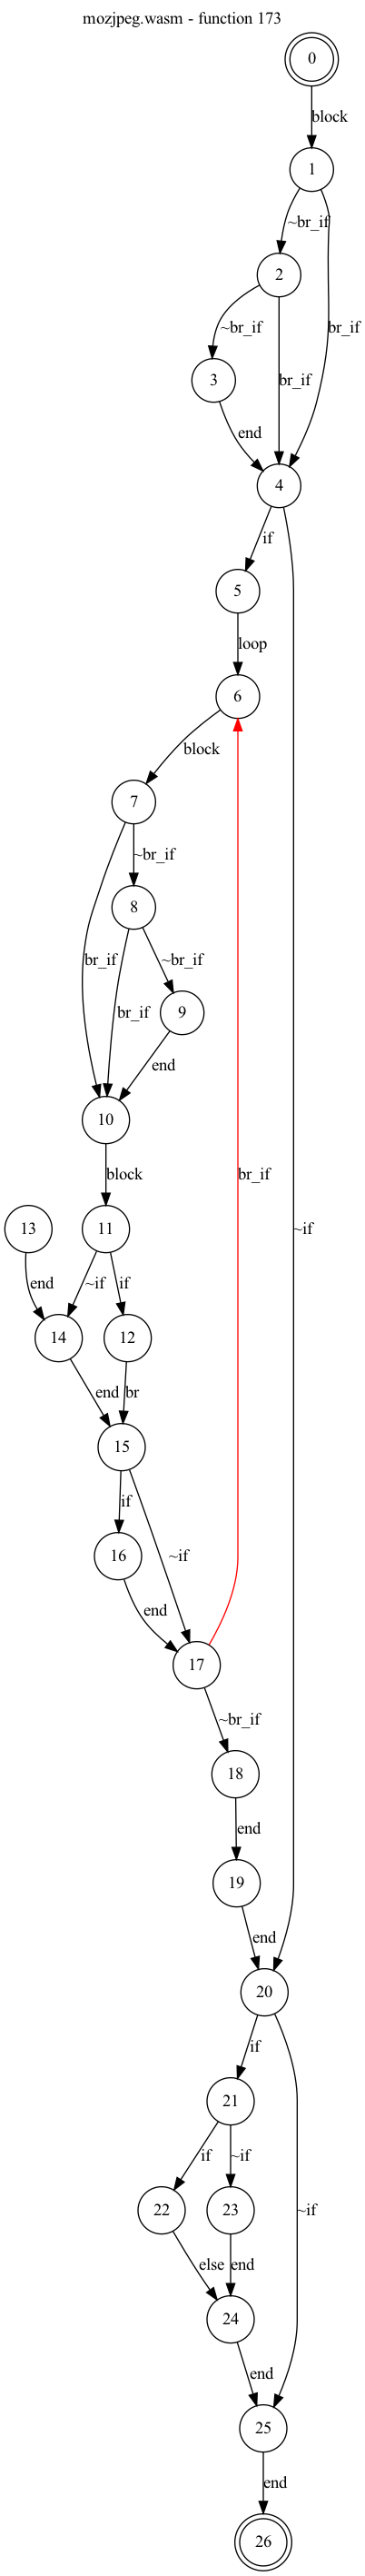 mozjpeg.wasm - function 173
0
block
1
~br_if
2
~br_if
br_if
br_if
3
end
4
if
5
loop
6
block
7
~br_if
8
br_if
br_if
~br_if
9
end
10
block
br_if
13
11
~if
end
~if
if
14
12
end
br
15
if
~if
16
end
17
~br_if
18
end
19
end
20
if
21
if
~if
~if
22
23
else
end
24
end
25
end
26